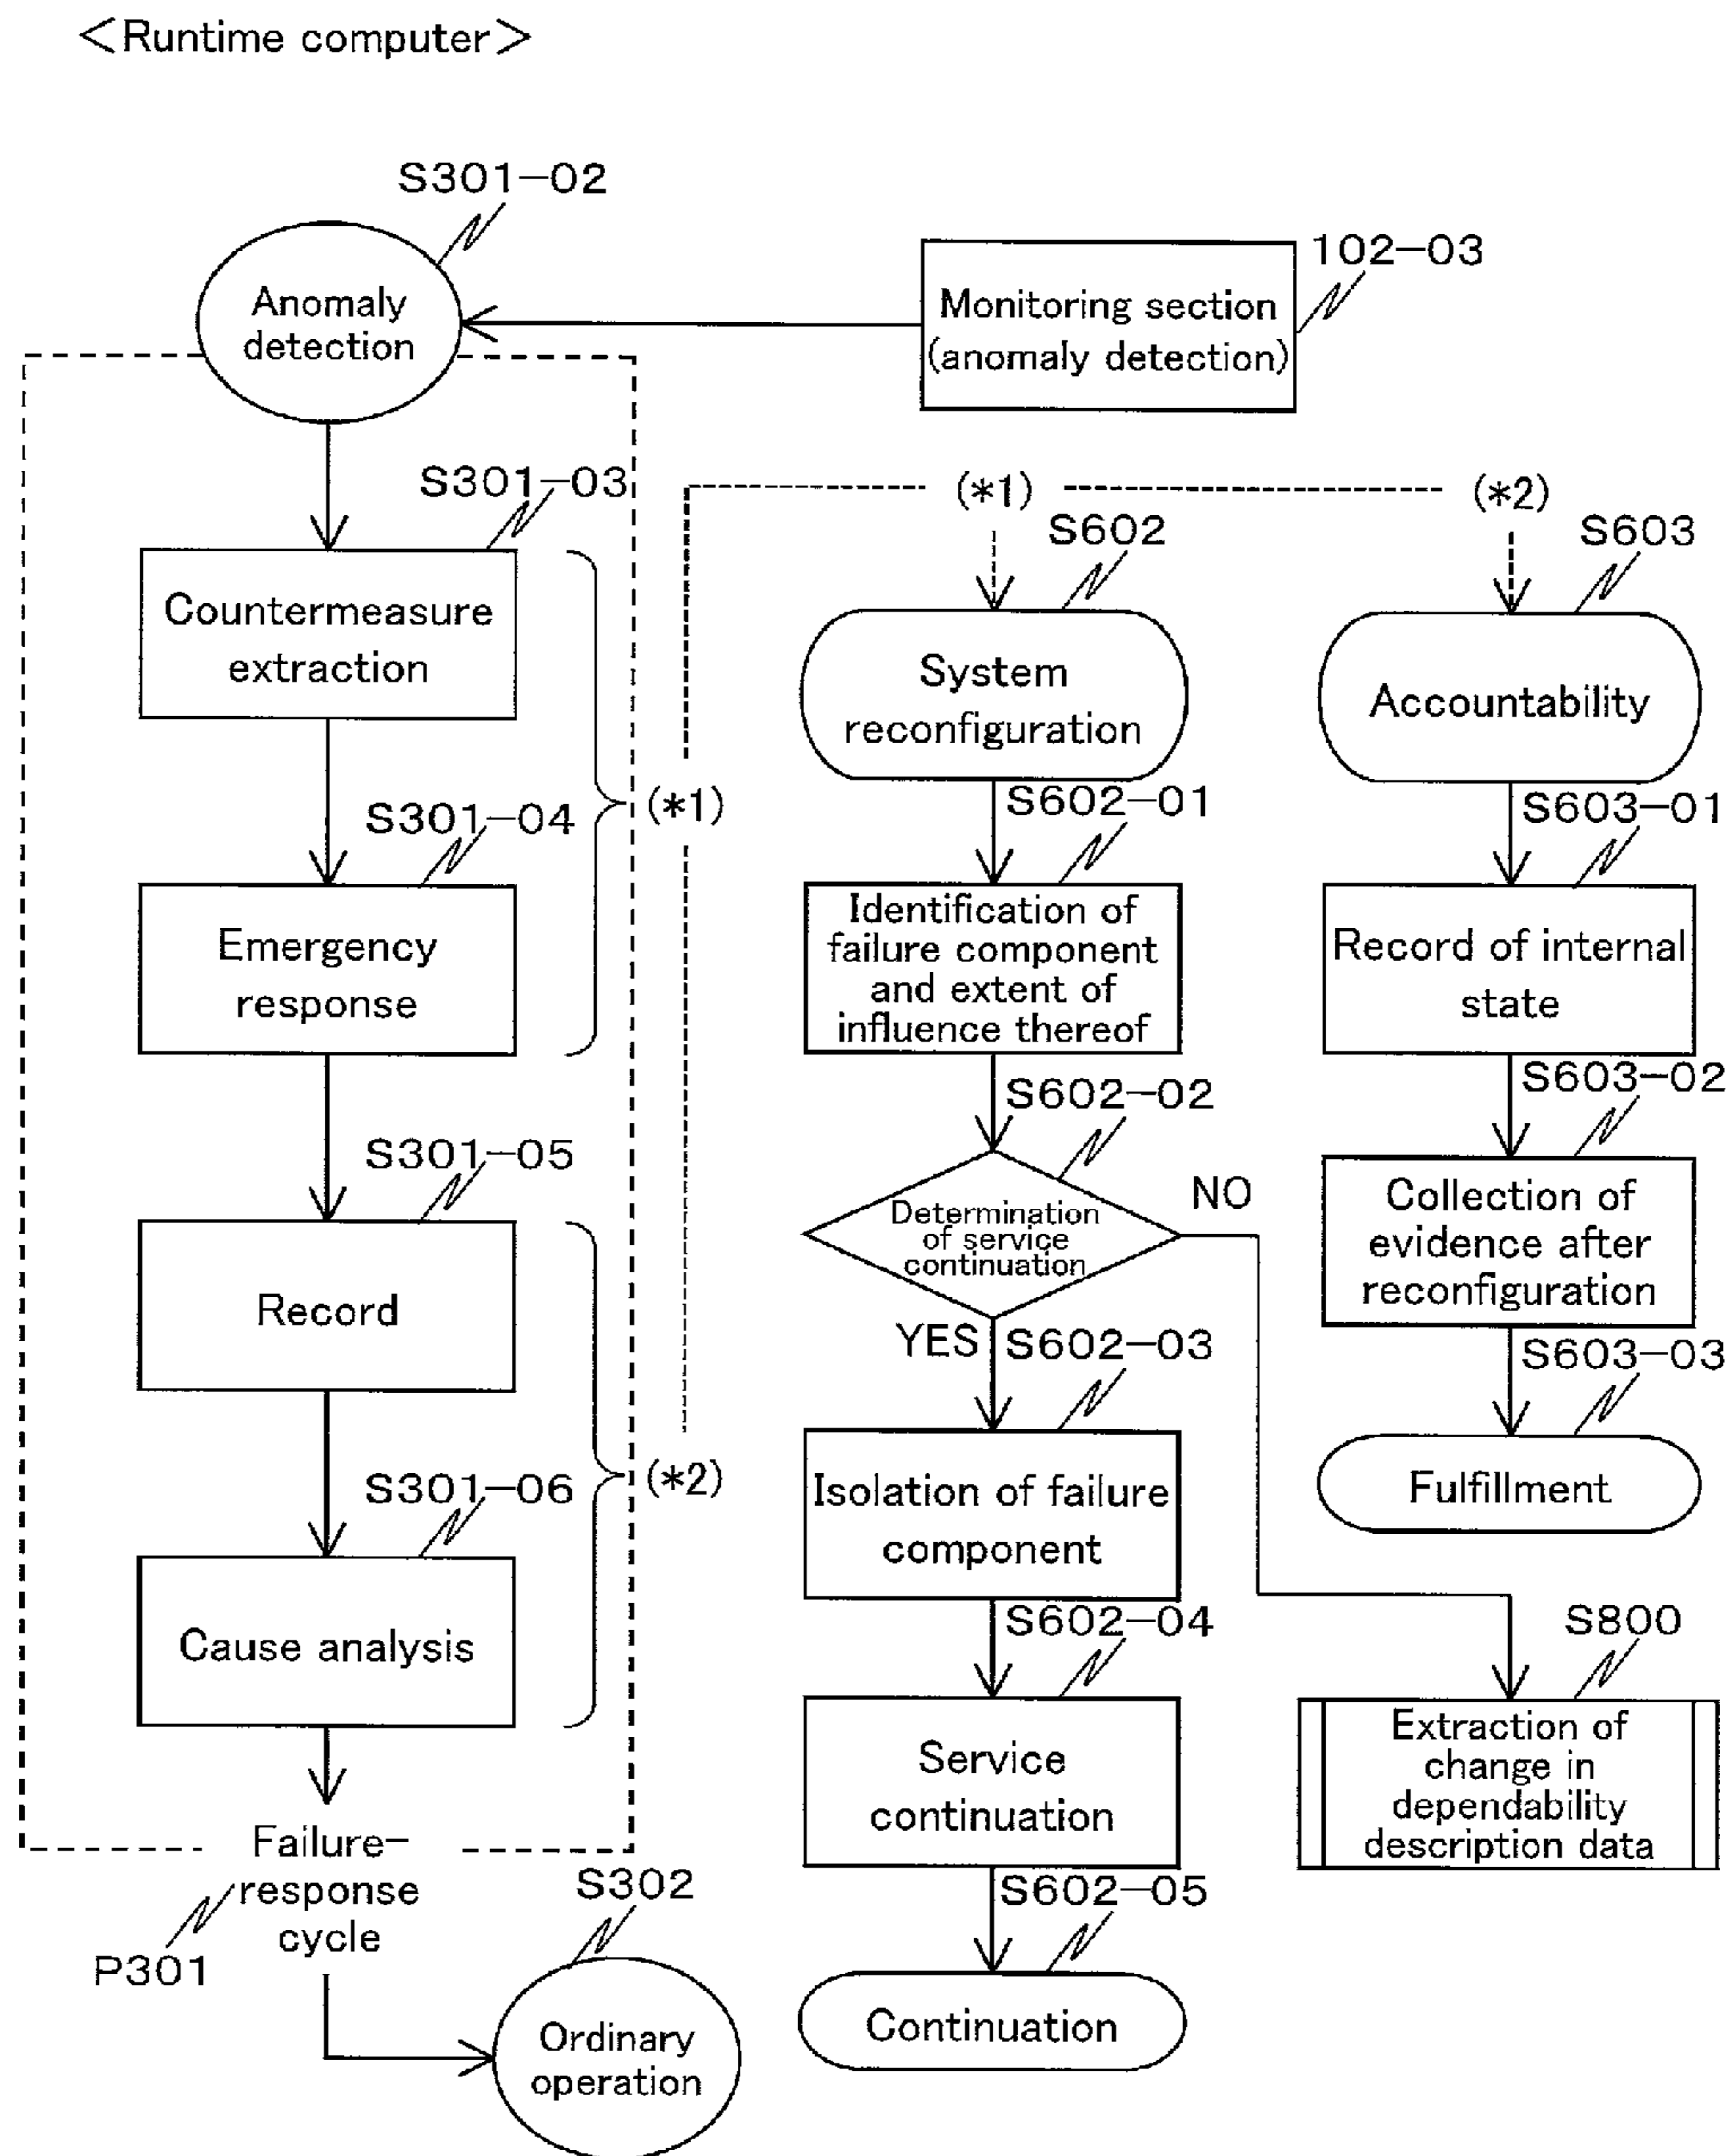 <Runtime computer>
S301-02
Anomaly
detection
102-03
Monitoring section
(anomaly detection)
S301-03
Countermeasure
extraction
S301-04
Emergency
response
(*1)
S301-05
Record
S301-06
Cause analysis
(*2)
Failure-
response
cycle
P301
S302
Ordinary
operation
(*1)
S602
System
reconfiguration
S602-01
Identification of
failure component
and extent of
influence thereof
S602-02
Determination
of service
continuation
NO
YES
S602-03
Isolation of failure
component
S602-04
Service
continuation
S602-05
Continuation
(*2)
S603
Accountability
S603-01
Record of internal
state
S603-02
Collection of
evidence after
reconfiguration
S603-03
Fulfillment
S800
Extraction of
change in
dependability
description data